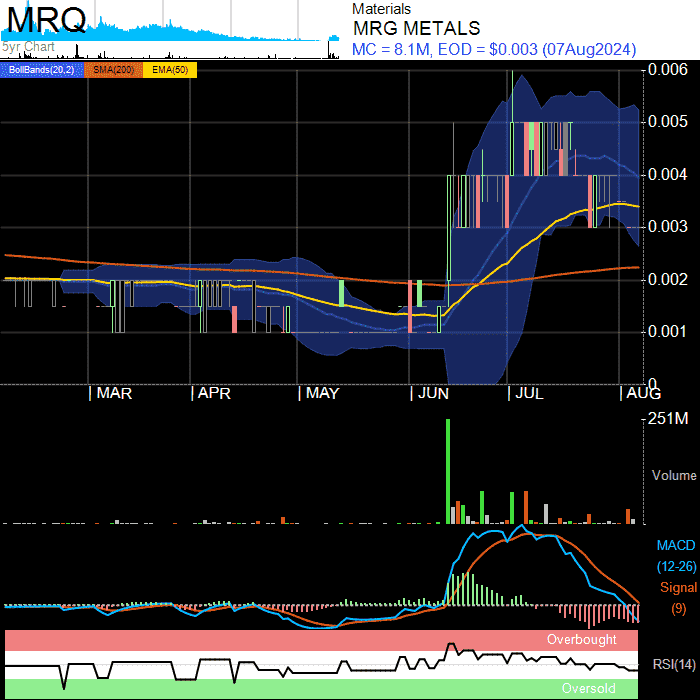 MRQ
5yr Chart
Materials
MRG METALS
MC = 8.1M, EOD = $0.003 (07Aug2024)
BollBands(20,2) SMA(200) EMA(50)
0.006
0.005
0.004
0.003
0.002
0.001
0
| MAR | APR | MAY | JUN | JUL | AUG
251M
Volume
MACD
(12-26)
Signal
(9)
Overbought
RSI(14)
Oversold